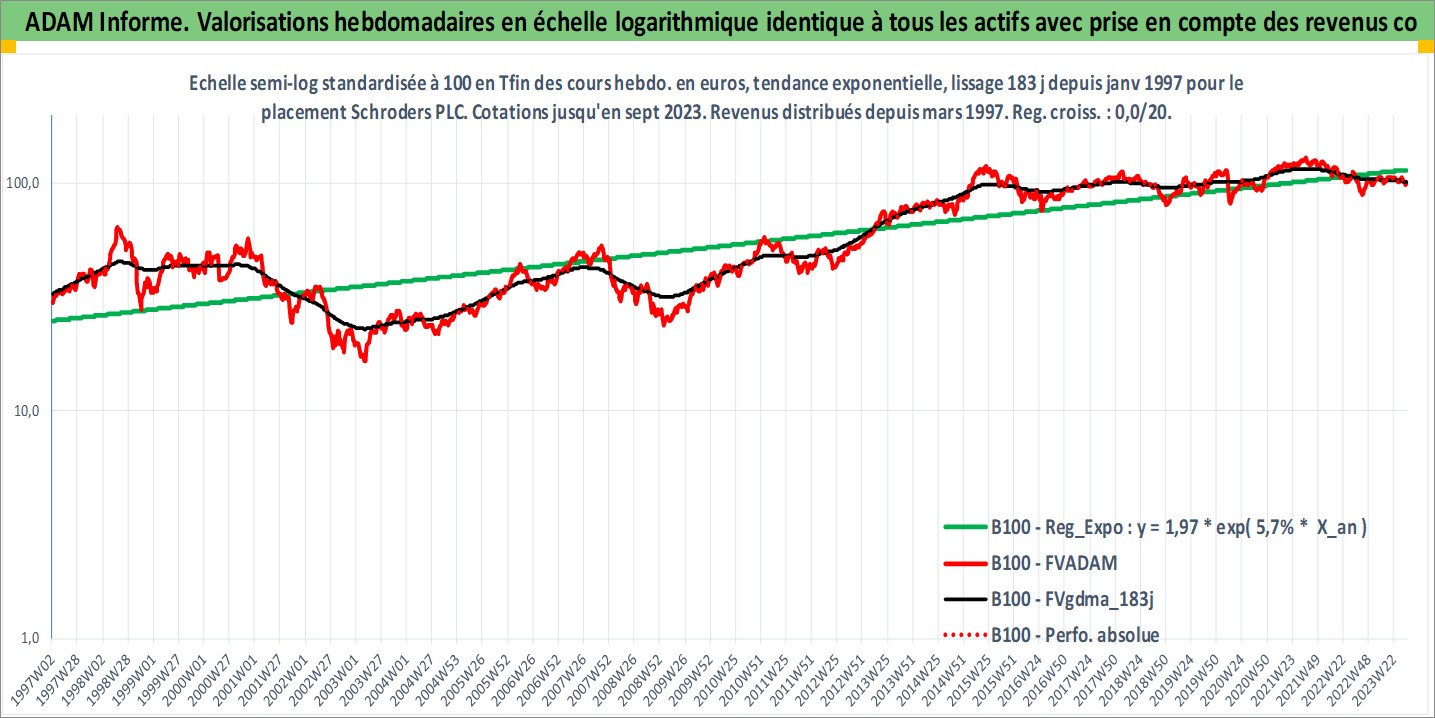 ADAM Informe. Valorisations hebdomadaires en échelle logarithmique identique à tous les actifs avec prise en compte des revenus co
Echelle semi-log standardisée à 100 en Tfin des cours hebdo. en euros, tendance exponentielle, lissage 183 j depuis janv 1997 pour le
placement Schroders PLC. Cotations jusqu'en sept 2023. Revenus distribués depuis mars 1997. Reg. croiss. : 0,0/20.
100,0
10,0
1,0
B100 - Reg_Expo : y = 1,97 * exp( 5,7% * X_an )
B100 - FVADAM
B100 - FVgdma_183j
B100 - Perfo. absolue
1997W02
1997W28
1998W02
1998W28
1999W01
1999W27
2000W01
2000W27
2001W01
2001W27
2002W01
2002W27
2003W01
2003W27
2004W01
2004W27
2004W53
2005W26
2005W52
2006W26
2006W52
2007W26
2007W52
2008W26
2008W52
2009W26
2009W52
2010W25
2010W51
2011W25
2011W51
2012W25
2012W51
2013W25
2013W51
2014W25
2014W51
2015W25
2015W51
2016W24
2016W50
2017W24
2017W50
2018W24
2018W50
2019W24
2019W50
2020W24
2020W50
2021W23
2021W49
2022W22
2022W48
2023W22